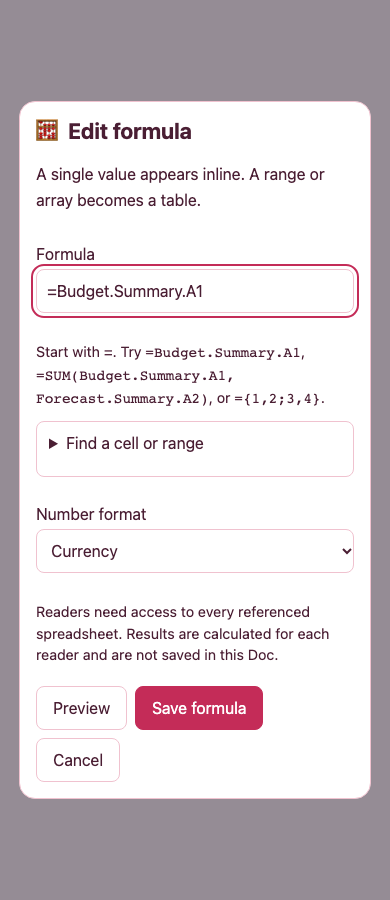 Edit formula
A single value appears inline. A range or
array becomes a table.
Formula
=Budget.Summary.A1
Start with =. Try =Budget.Summary.A1,
=SUM(Budget.Summary.A1,
Forecast.Summary.A2), or ={1,2;3,4}.
Find a cell or range
Number format
Currency
Readers need access to every referenced
spreadsheet. Results are calculated for each
reader and are not saved in this Doc.
Preview
Save formula
Cancel